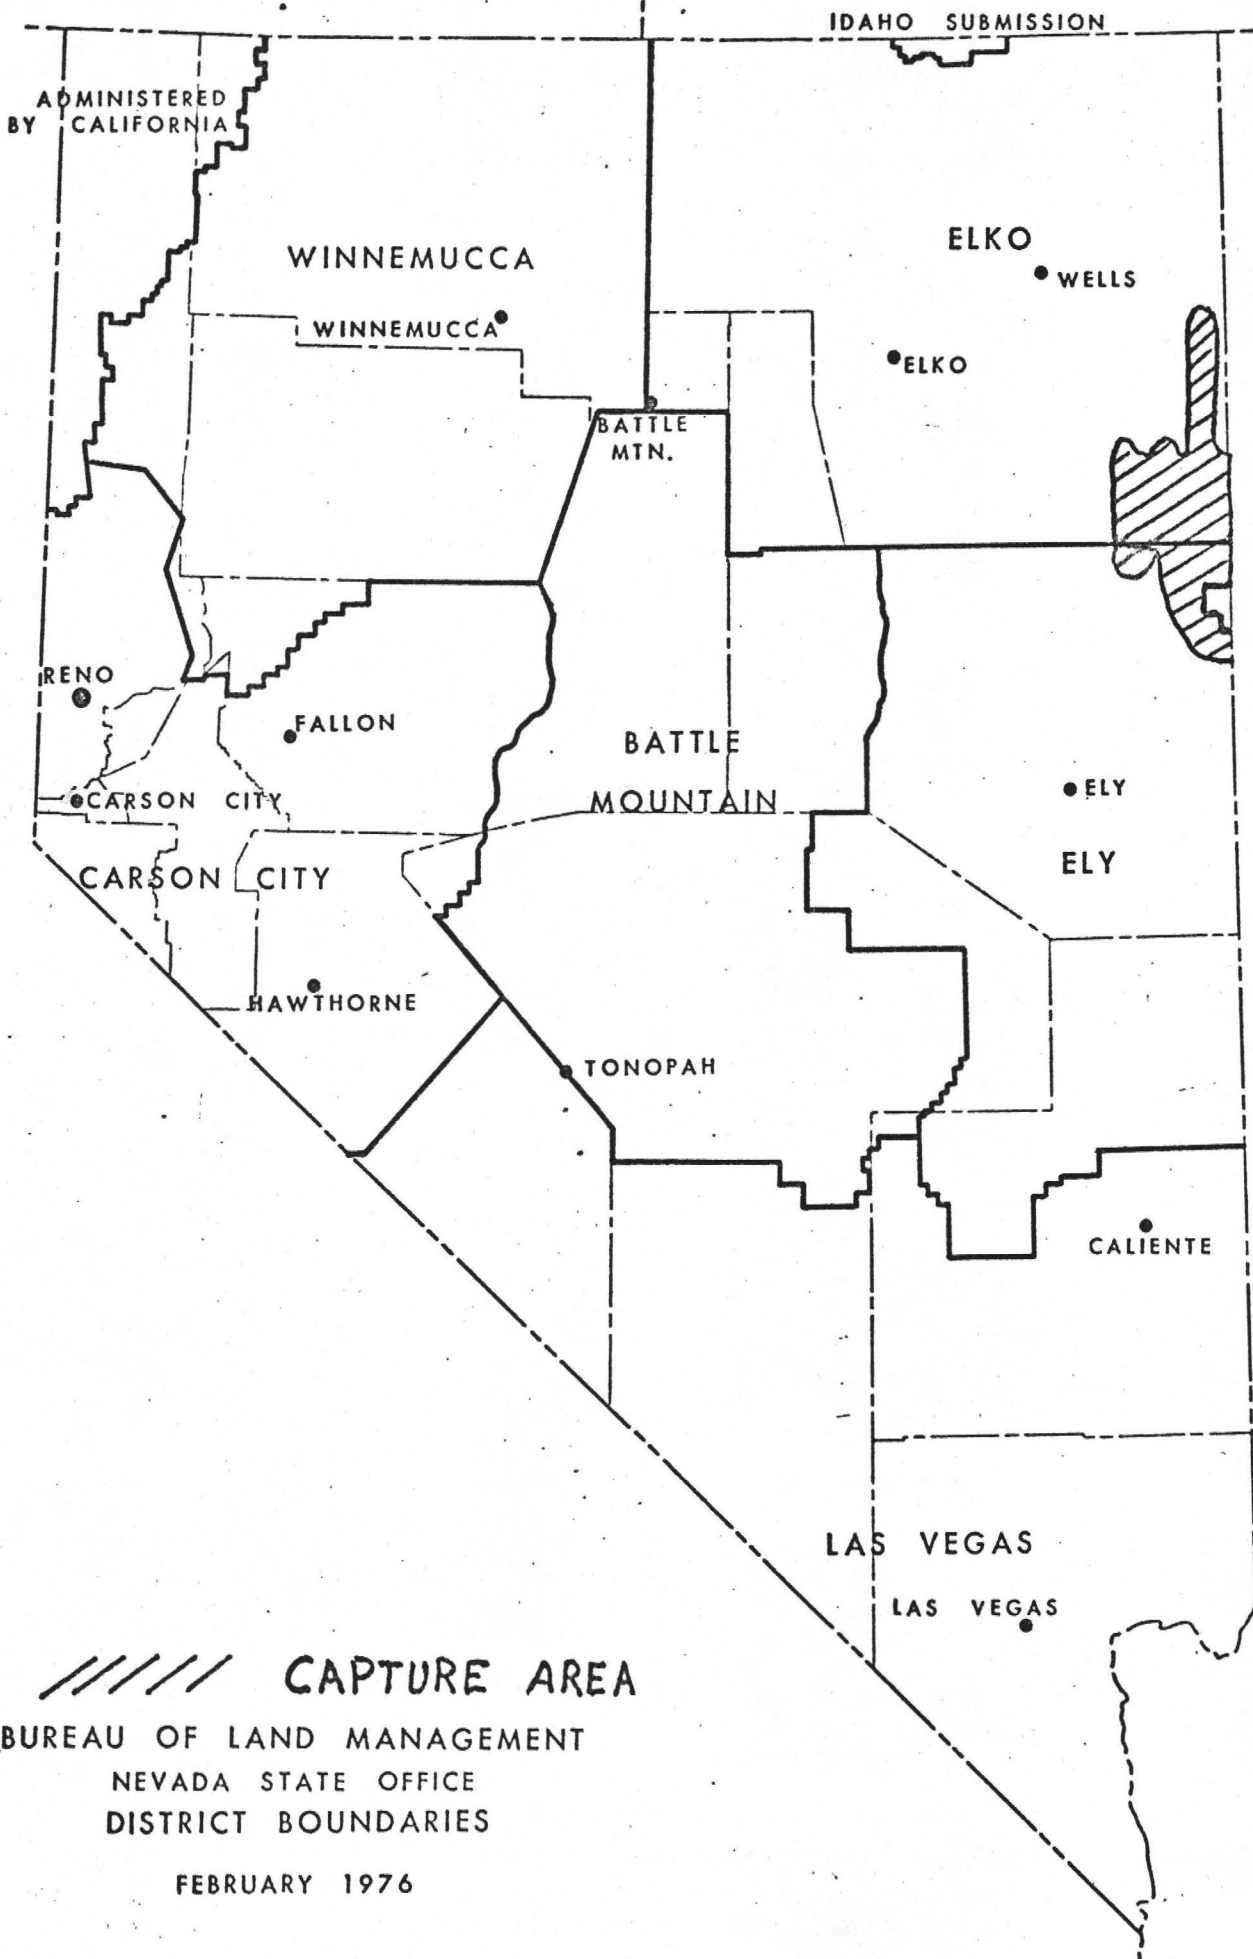 IDAHO SUBMISSION
ADMINISTERED
BY CALIFORNIA
WINNEMUCCA
ELKO
WELLS
WINNEMUCCA
ELKO
BATTLE
MTN.
RENO
FALLON
BATTLE
MOUNTAIN
ELY
CARSON CITY
ELY
CARSON CITY
HAWTHORNE
TONOPAH
CALIENTE
LAS VEGAS
LAS VEGAS
CAPTURE AREA
BUREAU OF LAND MANAGEMENT
NEVADA STATE OFFICE
DISTRICT BOUNDARIES
FEBRUARY 1976